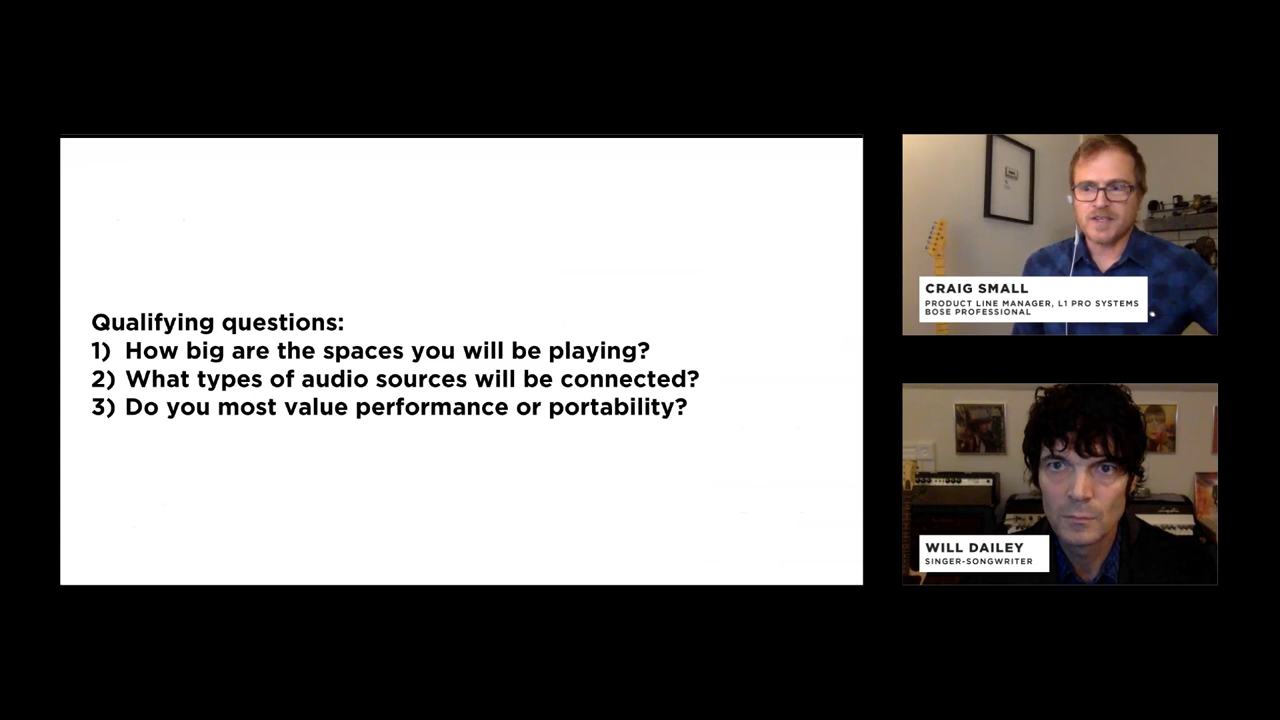 Qualifying questions:
1) How big are the spaces you will be playing?
2) What types of audio sources will be connected?
3) Do you most value performance or portability?
CRAIG SMALL
PRODUCT LINE MANAGER, L1 PRO SYSTEMS
BOSE PROFESSIONAL
WILL DAILEY
SINGER-SONGWRITER